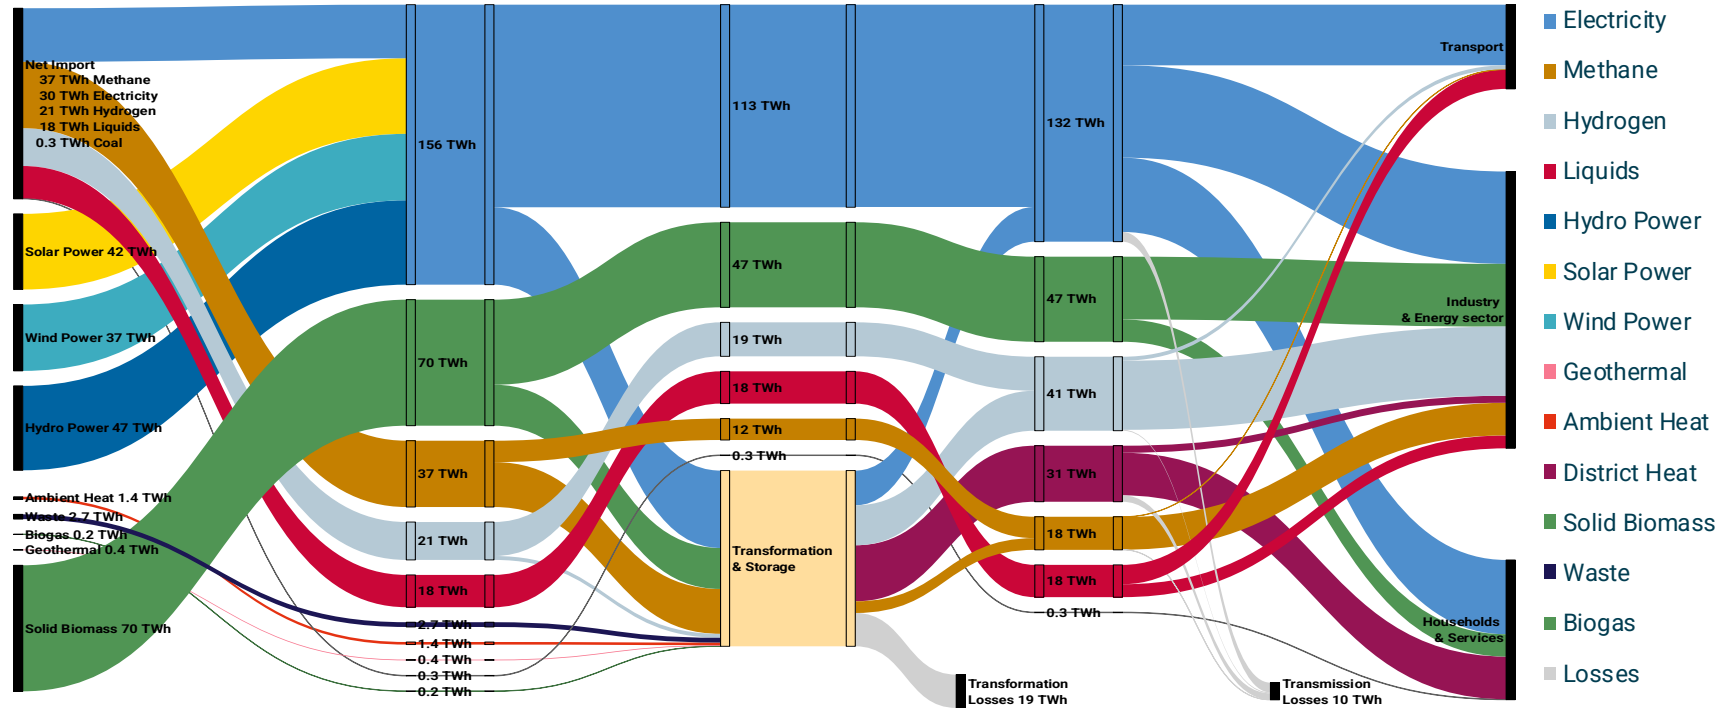 Net Import
37 TWh Methane
30 TWh Electricity
21 TWh Hydrogen
18 TWh Liquids
0.3 TWh Coal
Solar Power 42 TWh
Wind Power 37 TWh
Hydro Power 47 TWh
Ambient Heat 1.4 TWh
Waste 2.7 TWh
Biogas 0.2 TWh
Geothermal 0.4 TWh
Solid Biomass 70 TWh
156 TWh
70 TWh
37 TWh
21 TWh
18 TWh
2.7 TWh
1.4 TWh
0.4 TWh
0.3 TWh
0.2 TWh
113 TWh
47 TWh
19 TWh
18 TWh
12 TWh
0.3 TWh
Transformation
& Storage
Transformation
Losses 19 TWh
132 TWh
47 TWh
41 TWh
31 TWh
18 TWh
18 TWh
0.3 TWh
Transmission
Losses 10 TWh
Transport
Industry
& Energy sector
Households
& Services
Electricity
Methane
Hydrogen
Liquids
Hydro Power
Solar Power
Wind Power
Geothermal
Ambient Heat
District Heat
Solid Biomass
Waste
Biogas
Losses